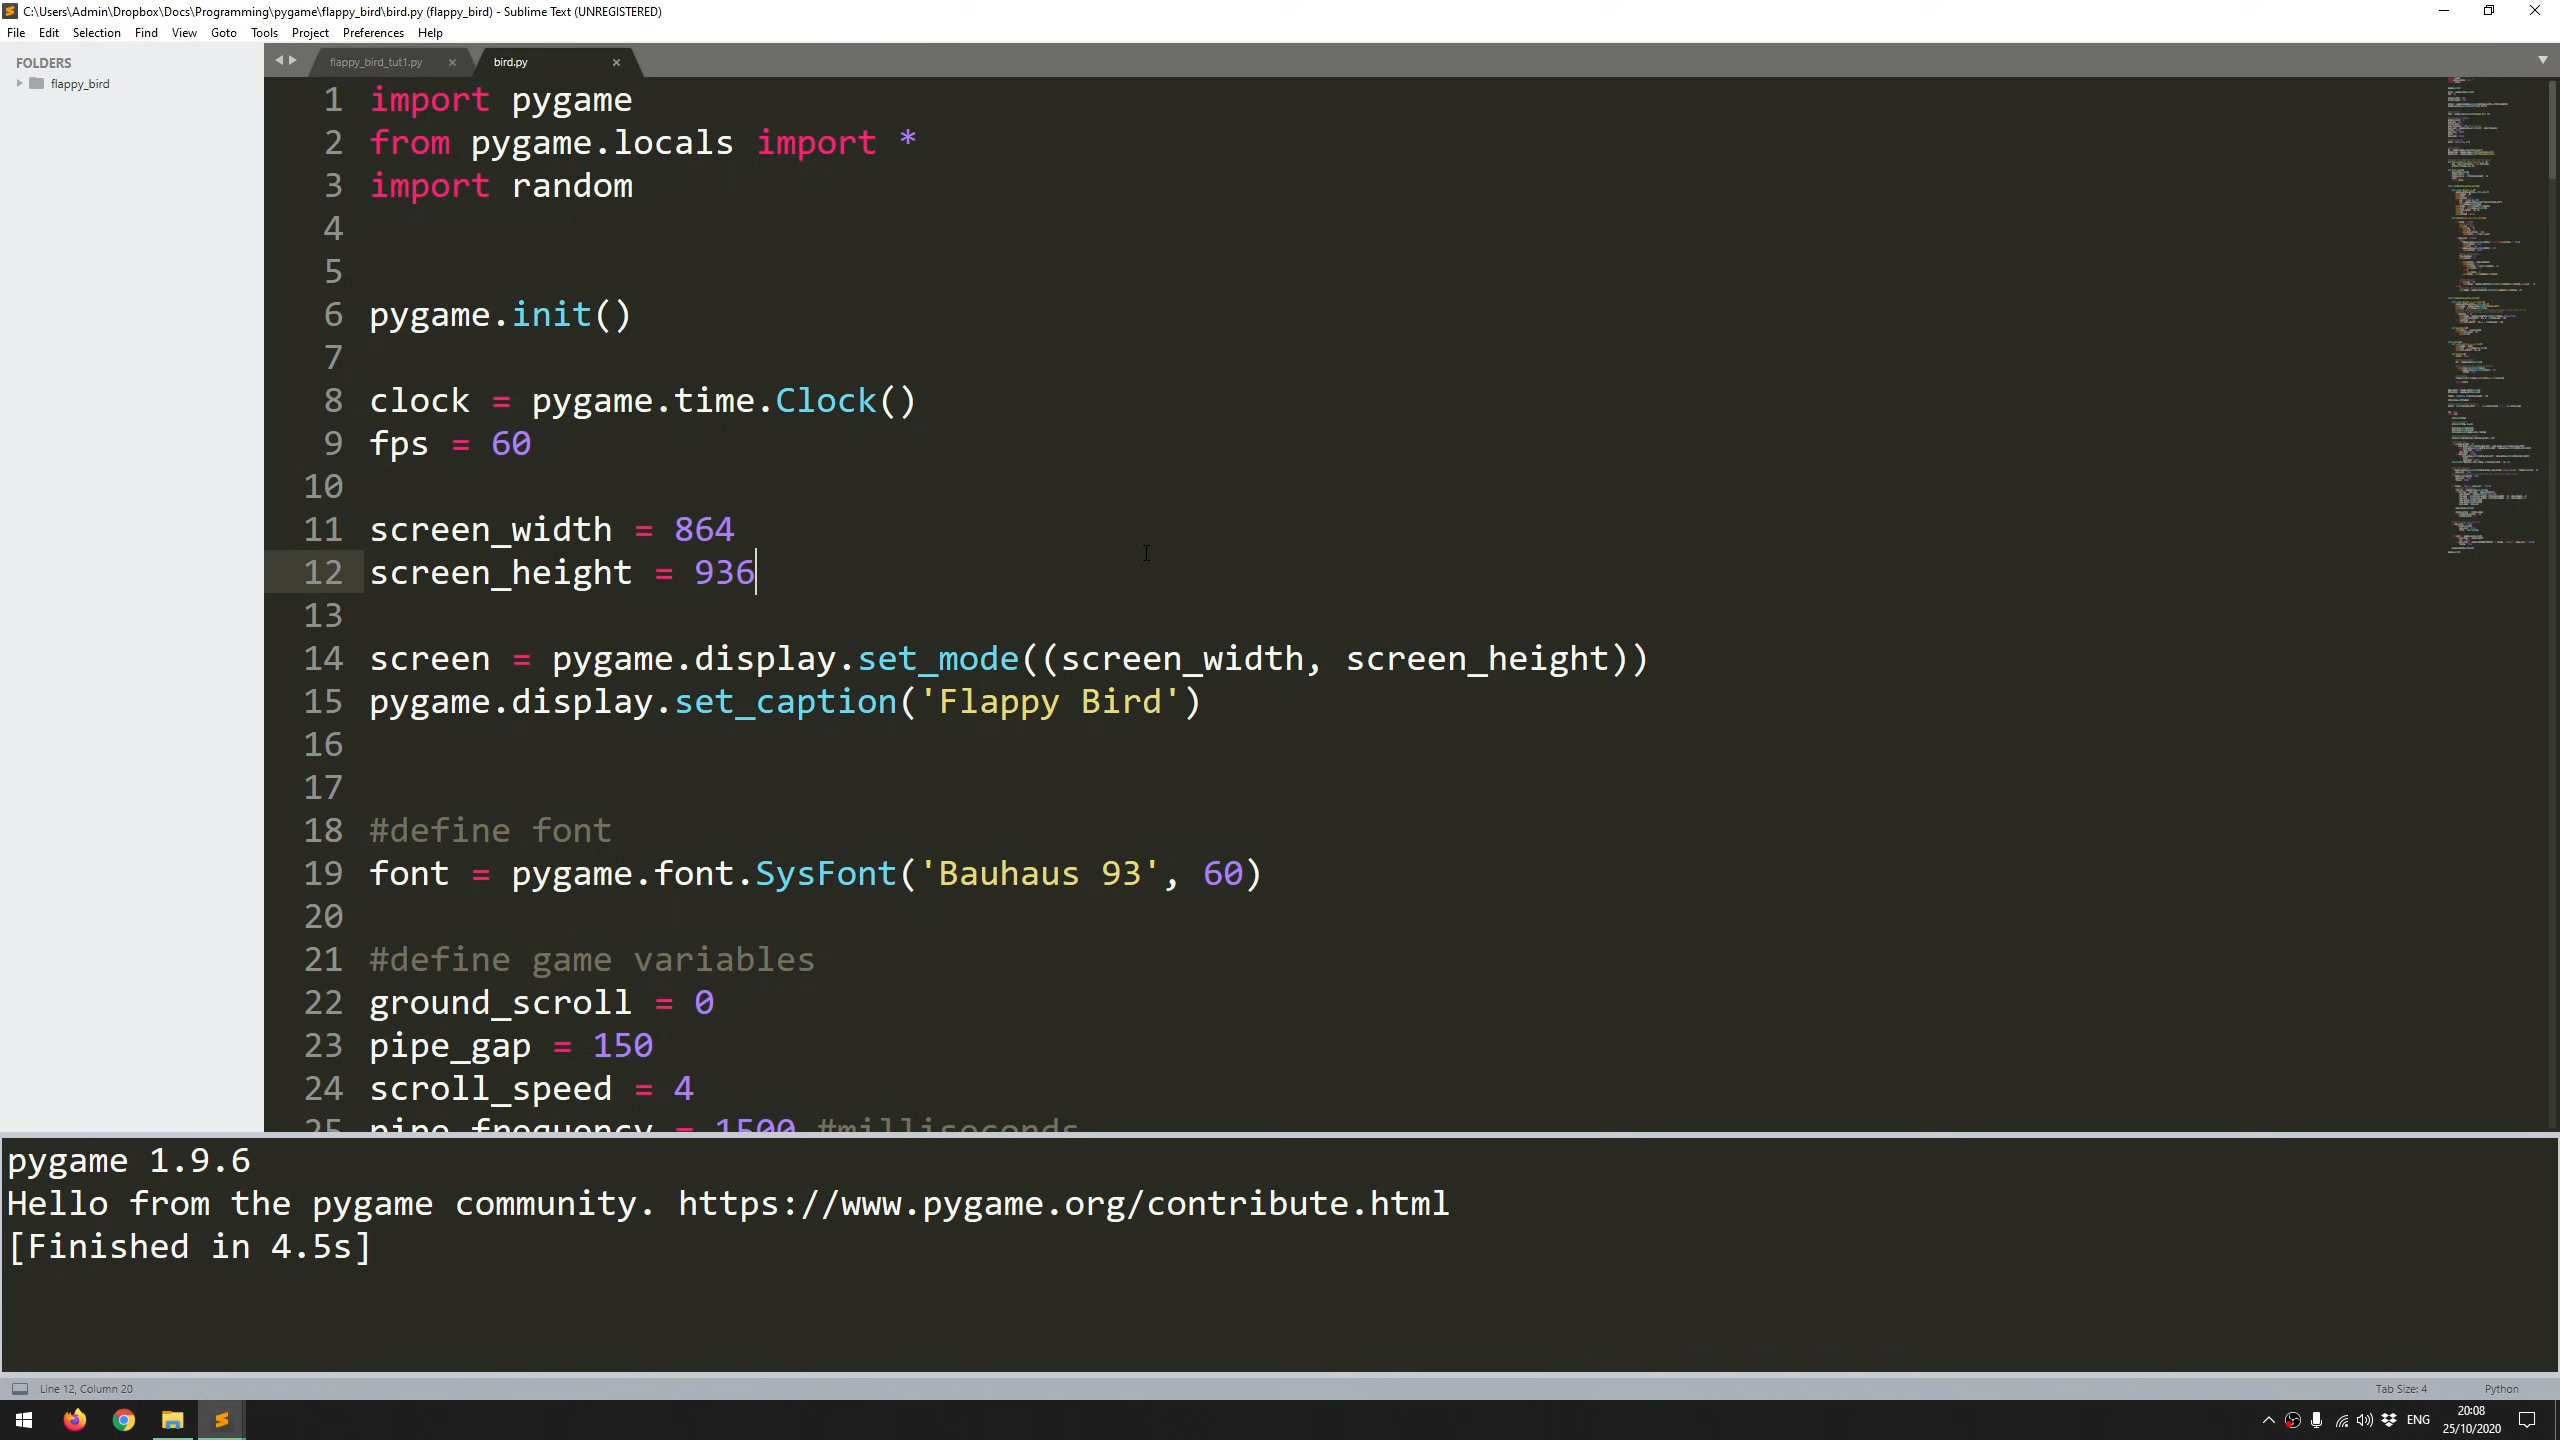 C:\Users\Admin\Dropbox\Docs\Programming\pygame\flappy_bird\bird.py (flappy_bird) - Sublime Text (UNREGISTERED)
File Edit Selection Find View Goto Tools Project Preferences Help
FOLDERS
flappy_bird
flappy_bird_tut1.py bird.py
1 import pygame
2 from pygame.locals import *
3 import random
4
5
6 pygame.init()
7
8 clock = pygame.time.Clock()
9 fps = 60
10
11 screen_width = 864
12 screen_height = 936
13
14 screen = pygame.display.set_mode((screen_width, screen_height))
15 pygame.display.set_caption('Flappy Bird')
16
17
18 #define font
19 font = pygame.font.SysFont('Bauhaus 93', 60)
20
21 #define game variables
22 ground_scroll = 0
23 pipe_gap = 150
24 scroll_speed = 4
25 pipe_frequency = 1500 #milliseconds
pygame 1.9.6
Hello from the pygame community. https://www.pygame.org/contribute.html
[Finished in 4.5s]
Line 12, Column 20 Tab Size: 4 Python
ENG 20:08
25/10/2020